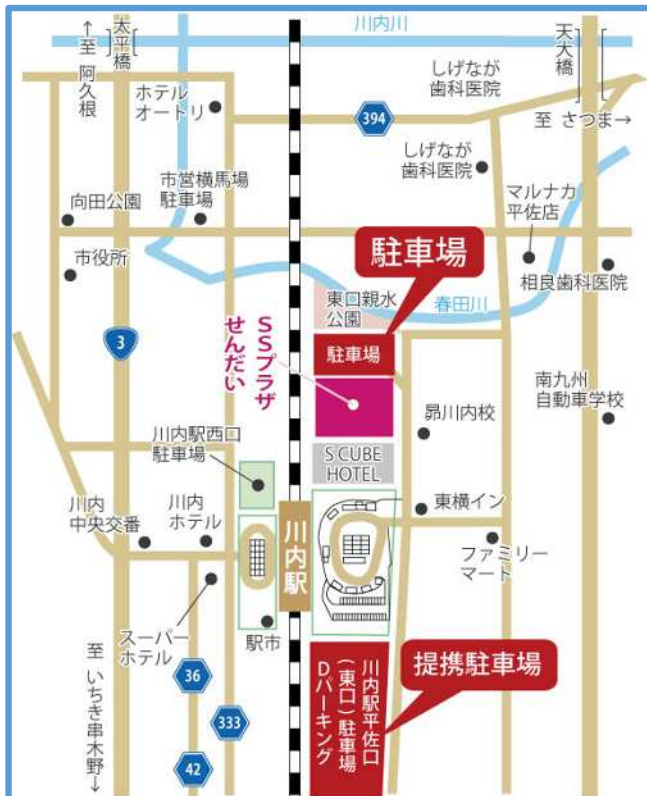 川内川
←至 阿久根
太平橋
天大橋
しげなが
歯科医院
至 さつま→
ホテル
オートリ
394
しげなが
歯科医院
市営横馬場
駐車場
向田公園
マルナカ
平佐店
市役所
駐車場
相良歯科医院
東口親水
公園
春田川
3
SSプラザ
せんだい
駐車場
南九州
自動車学校
昴川内校
川内駅西口
駐車場
S CUBE
HOTEL
川内
中央交番
川内
ホテル
川内駅
東横イン
ファミリー
マート
スーパー
ホテル
駅市
至 いちき串木野→
36
333
42
川内駅平佐口
(東口)駐車場
Dパーキング
提携駐車場